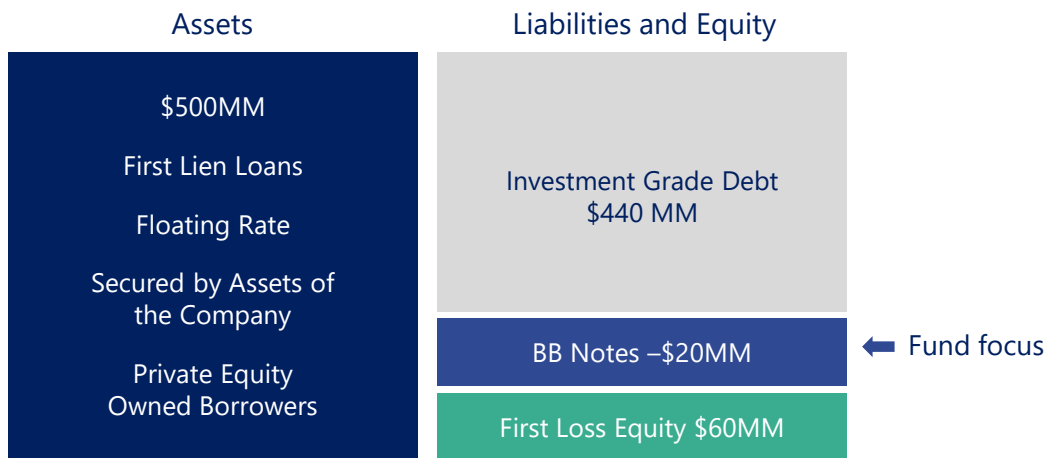 Assets
$500MM
First Lien Loans
Floating Rate
Secured by Assets of
the Company
Private Equity
Owned Borrowers
Liabilities and Equity
Investment Grade Debt
$440 MM
BB Notes –$20MM
First Loss Equity $60MM
Fund focus